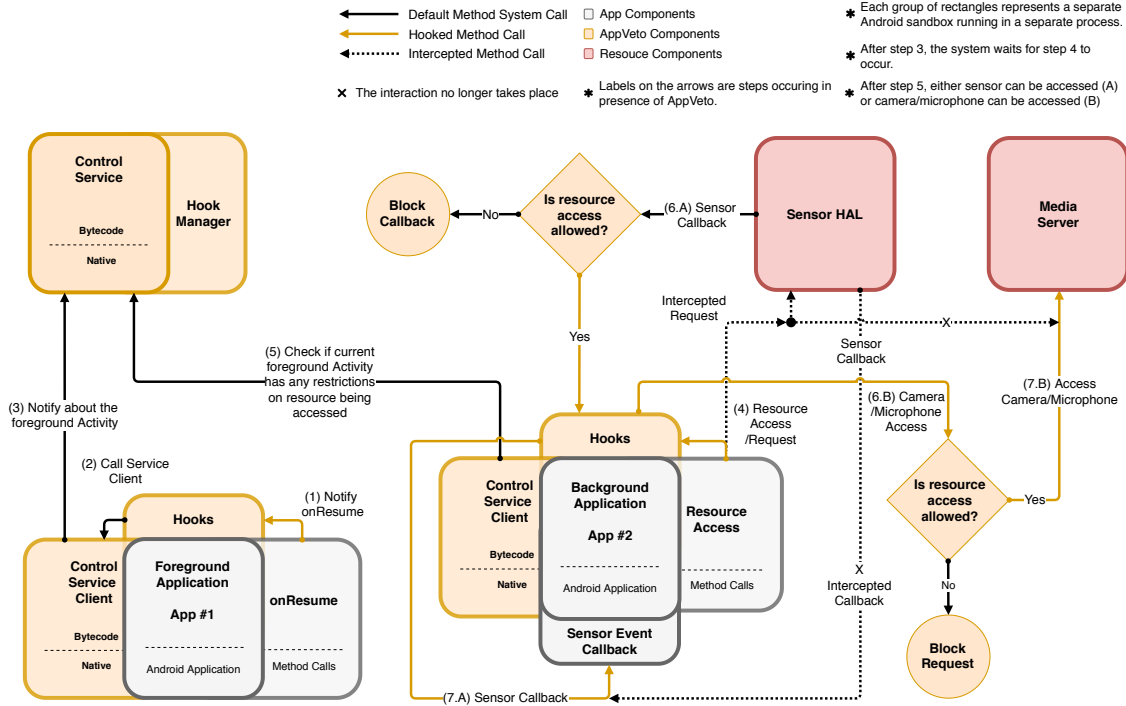 Default Method System Call
Hooked Method Call
Intercepted Method Call
App Components
AppVeto Components
Resouce Components
✱ Each group of rectangles represents a separate
Android sandbox running in a separate process.
✱ After step 3, the system waits for step 4 to
occur.
X The interaction no longer takes place
✱ Labels on the arrows are steps occuring in
presence of AppVeto.
✱ After step 5, either sensor can be accessed (A)
or camera/microphone can be accessed (B)
Control
Service
Bytecode
Native
Hook
Manager
Block
Callback
No
Is resource
access
allowed?
(6.A) Sensor
Callback
Sensor HAL
Media
Server
Yes
Intercepted
Request
X
Sensor
Callback
(5) Check if current
foreground Activity
has any restrictions
on resource being
accessed
(3) Notify about the
foreground Activity
(7.B) Access
Camera/Microphone
(6.B) Camera
/Microphone
Access
(4) Resource
Access
/Request
(2) Call Service
Client
(1) Notify
onResume
Hooks
Control
Service
Client
Bytecode
Native
Foreground
Application
App #1
Android Application
onResume
Method Calls
Hooks
Control
Service
Client
Bytecode
Native
Background
Application
App #2
Android Application
Resource
Access
Method Calls
Sensor Event
Callback
(7.A) Sensor Callback
X
Intercepted
Callback
Is resource
access
allowed?
Yes
No
Block
Request